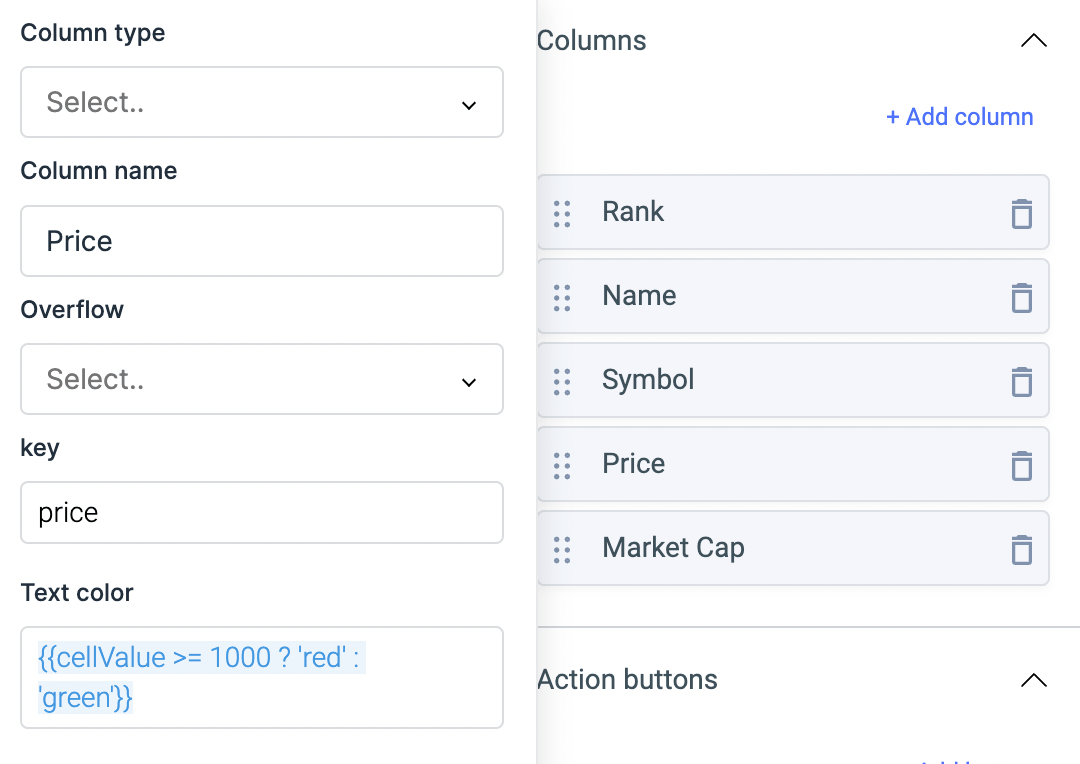 Column type
Select..
Column name
Price
Overflow
Select..
key
price
Text color
{{cellValue >= 1000 ? 'red' :
'green'}}
Columns
+ Add column
Rank
Name
Symbol
Price
Market Cap
Action buttons